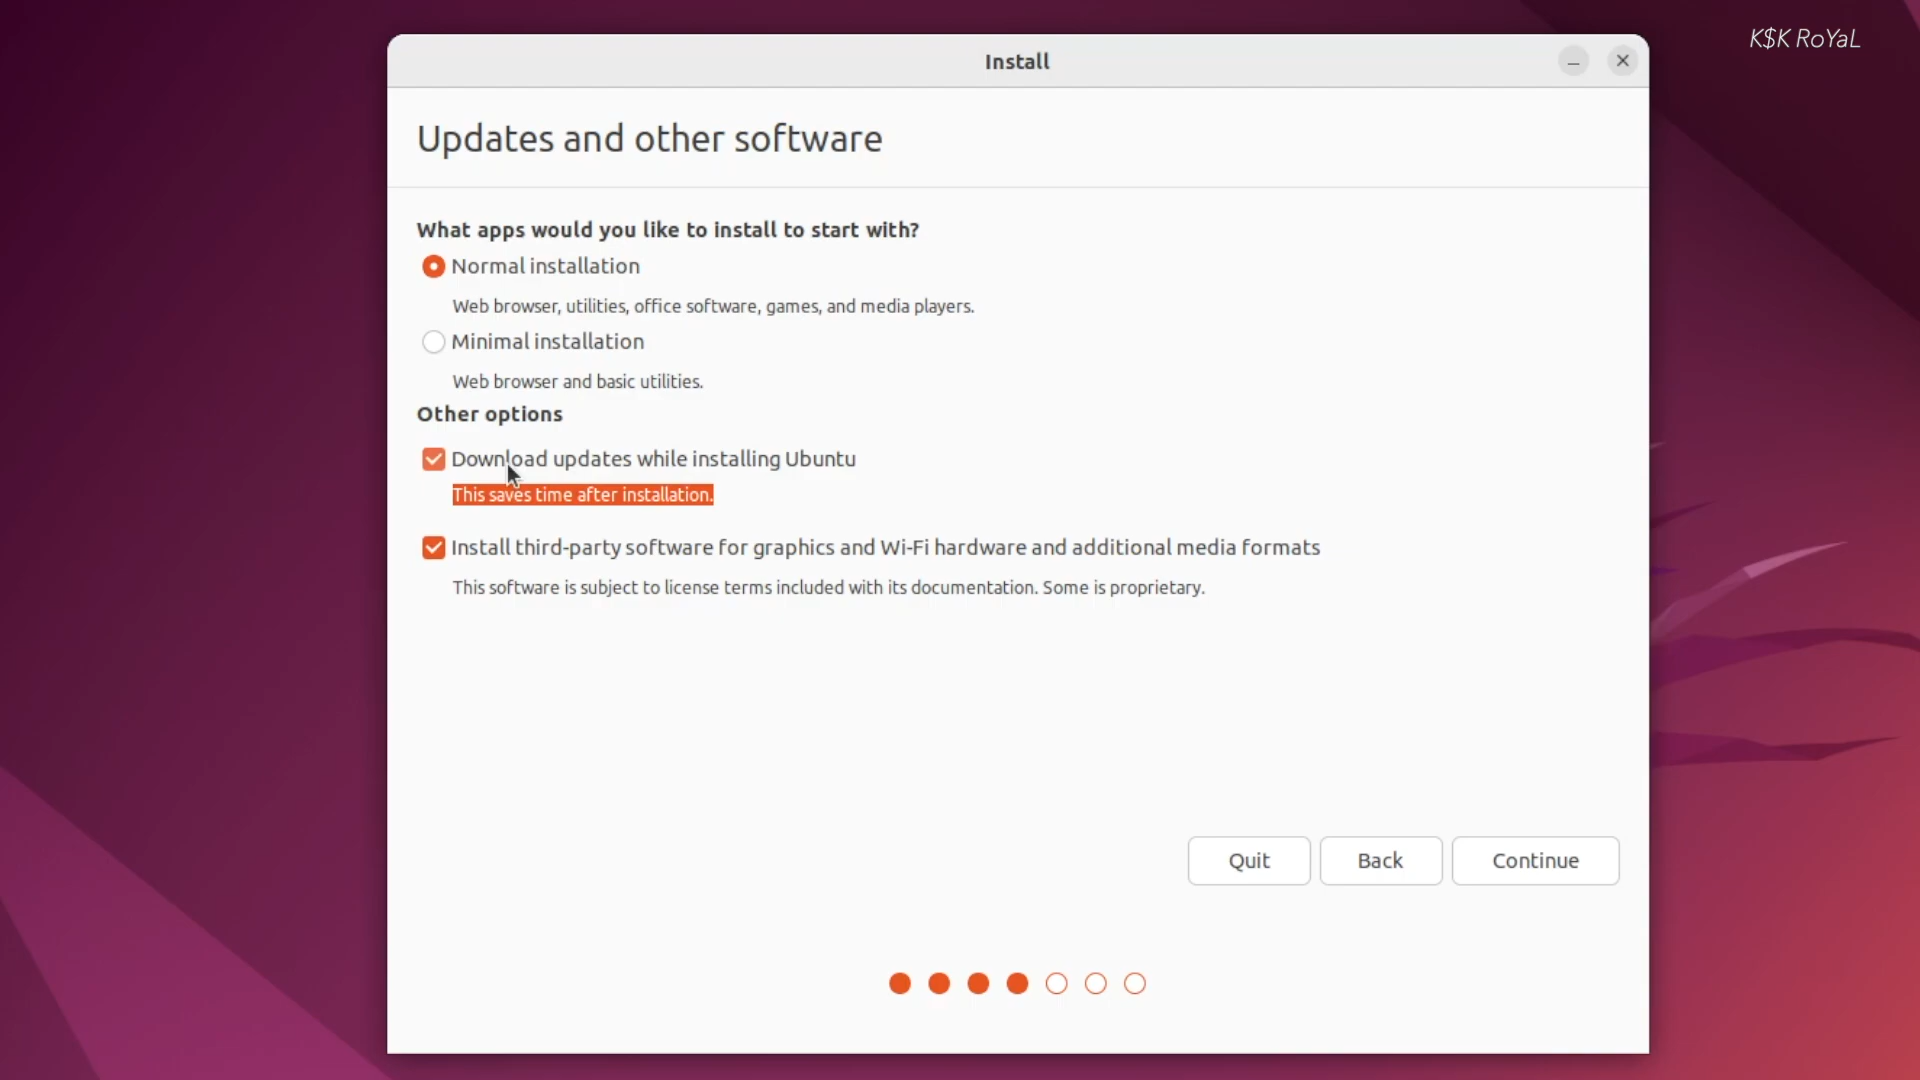 K$K RoYaL
Install
Updates and other software
What apps would you like to install to start with?
Normal installation
Web browser, utilities, office software, games, and media players.
Minimal installation
Web browser and basic utilities.
Other options
Download updates while installing Ubuntu
This saves time after installation.
Install third-party software for graphics and Wi-Fi hardware and additional media formats
This software is subject to license terms included with its documentation. Some is proprietary.
Quit Back Continue